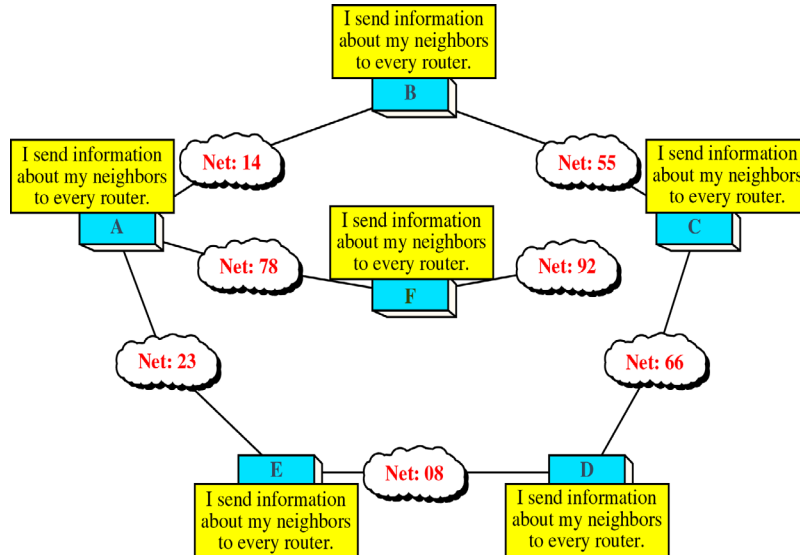 I send information
about my neighbors
to every router.
B
I send information
about my neighbors
to every router.
A
Net: 14
Net: 55
I send information
about my neighbors
to every router.
C
I send information
about my neighbors
to every router.
F
Net: 78
Net: 92
Net: 23
Net: 66
E
I send information
about my neighbors
to every router.
Net: 08
D
I send information
about my neighbors
to every router.